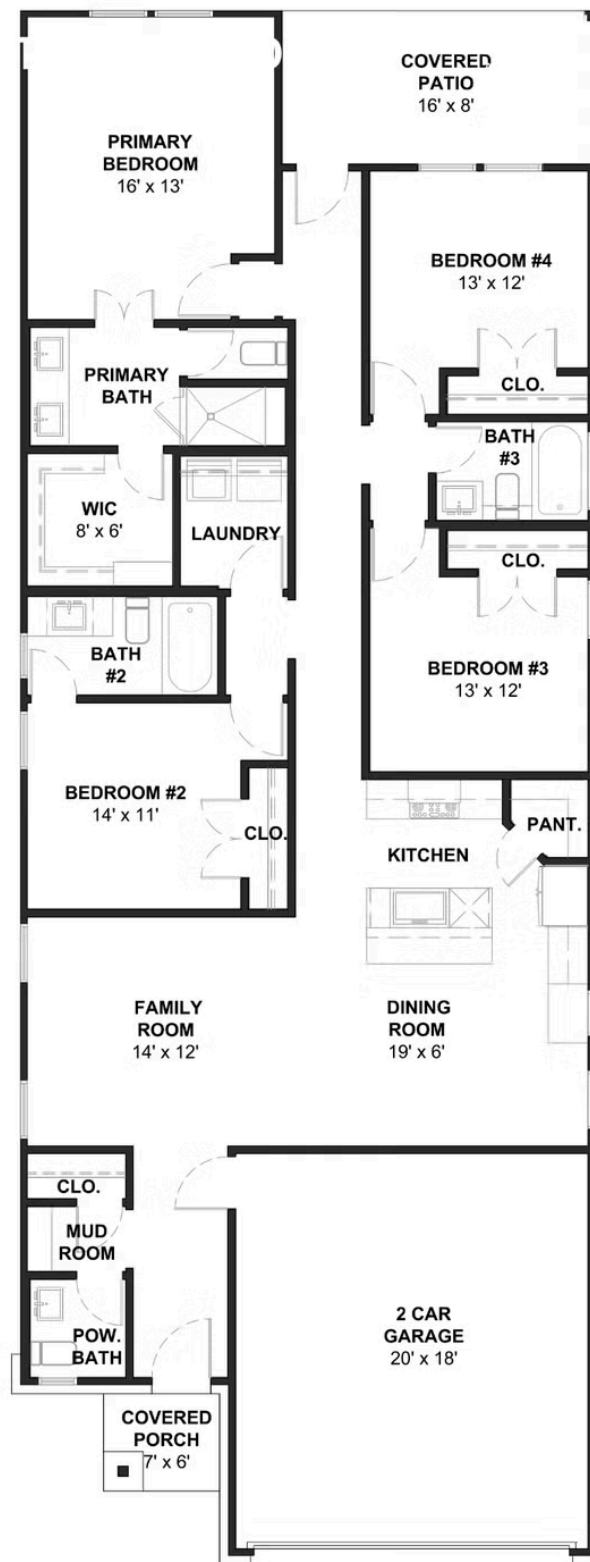 COVERED
PATIO
16' x 8'
PRIMARY
BEDROOM
16' x 13'
BEDROOM #4
13' x 12'
CLO.
PRIMARY
BATH
BATH
#3
WIC
8' x 6'
LAUNDRY
CLO.
BATH
#2
BEDROOM #3
13' x 12'
BEDROOM #2
14' x 11'
CLO.
PANT.
KITCHEN
FAMILY
ROOM
14' x 12'
DINING
ROOM
19' x 6'
CLO.
MUD
ROOM
POW.
BATH
2 CAR
GARAGE
20' x 18'
COVERED
PORCH
7' x 6'